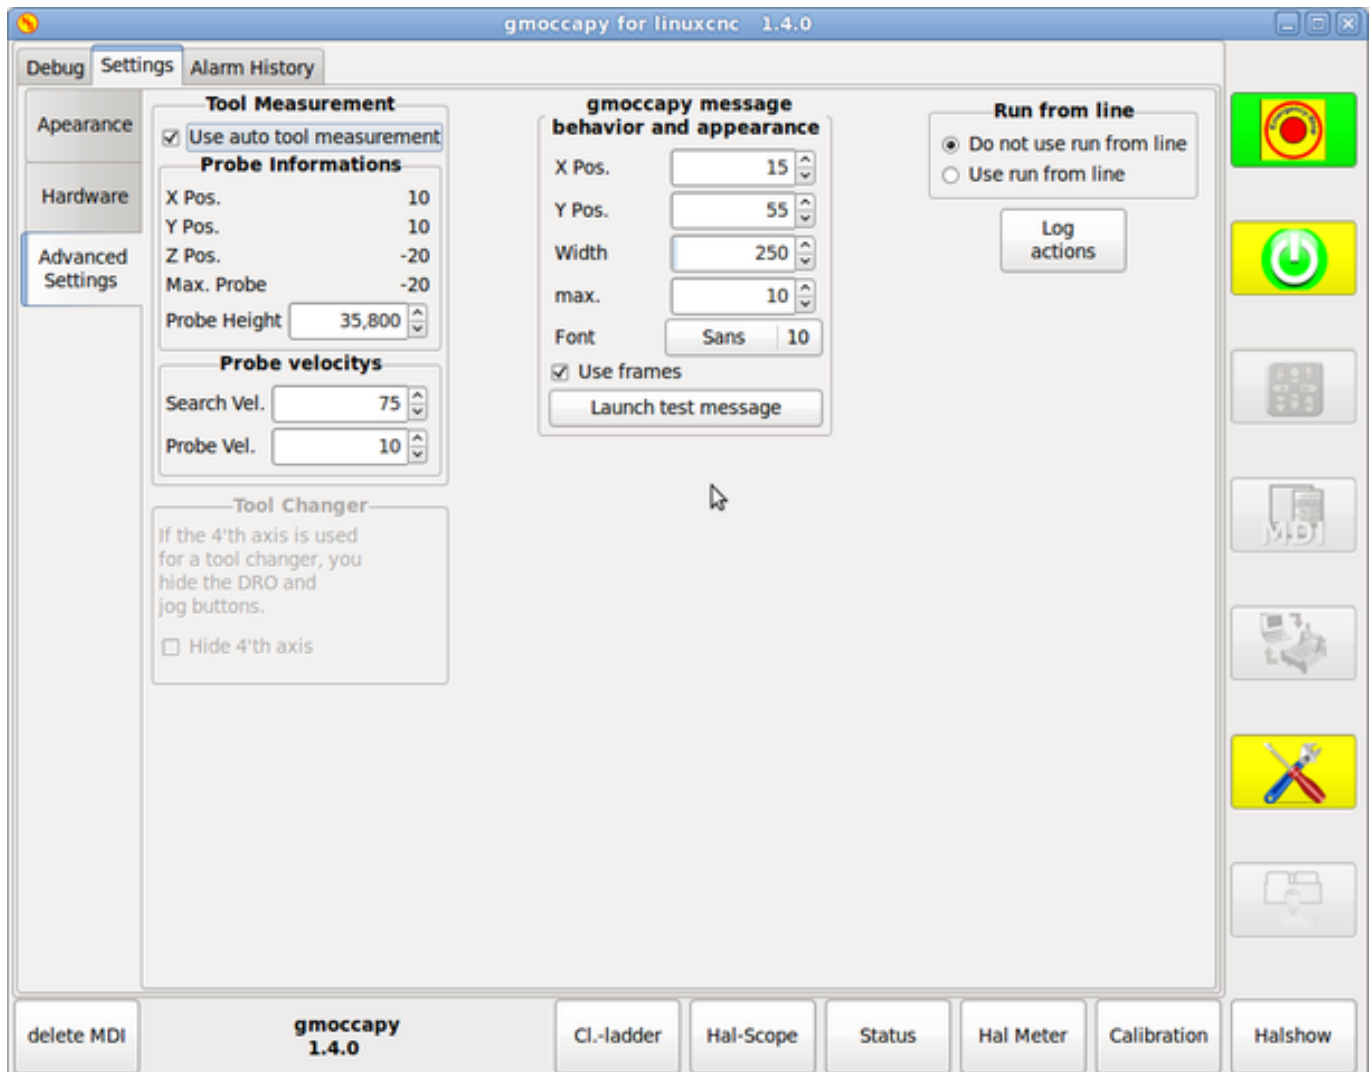 gmoccapy for linuxcnc 1.4.0
Debug
Settings
Alarm History
Apearance
Hardware
Advanced
Settings
Tool Measurement
Use auto tool measurement
Probe Informations
X Pos. 10
Y Pos. 10
Z Pos. -20
Max. Probe -20
Probe Height 35,800
Probe velocitys
Search Vel. 75
Probe Vel. 10
Tool Changer
If the 4'th axis is used
for a tool changer, you
hide the DRO and
jog buttons.
Hide 4'th axis
gmoccapy message
behavior and appearance
X Pos. 15
Y Pos. 55
Width 250
max. 10
Font Sans 10
Use frames
Launch test message
Run from line
Do not use run from line
Use run from line
Log
actions
MDI
delete MDI
gmoccapy
1.4.0
Cl.-ladder
Hal-Scope
Status
Hal Meter
Calibration
Halshow